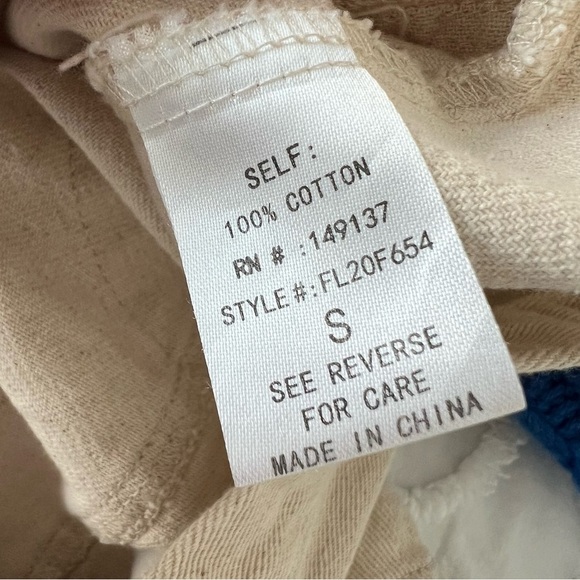 SELF:
100% COTTON
RN # :149137
STYLE#:FL20F654
S
SEE REVERSE
FOR CARE
MADE IN CHINA